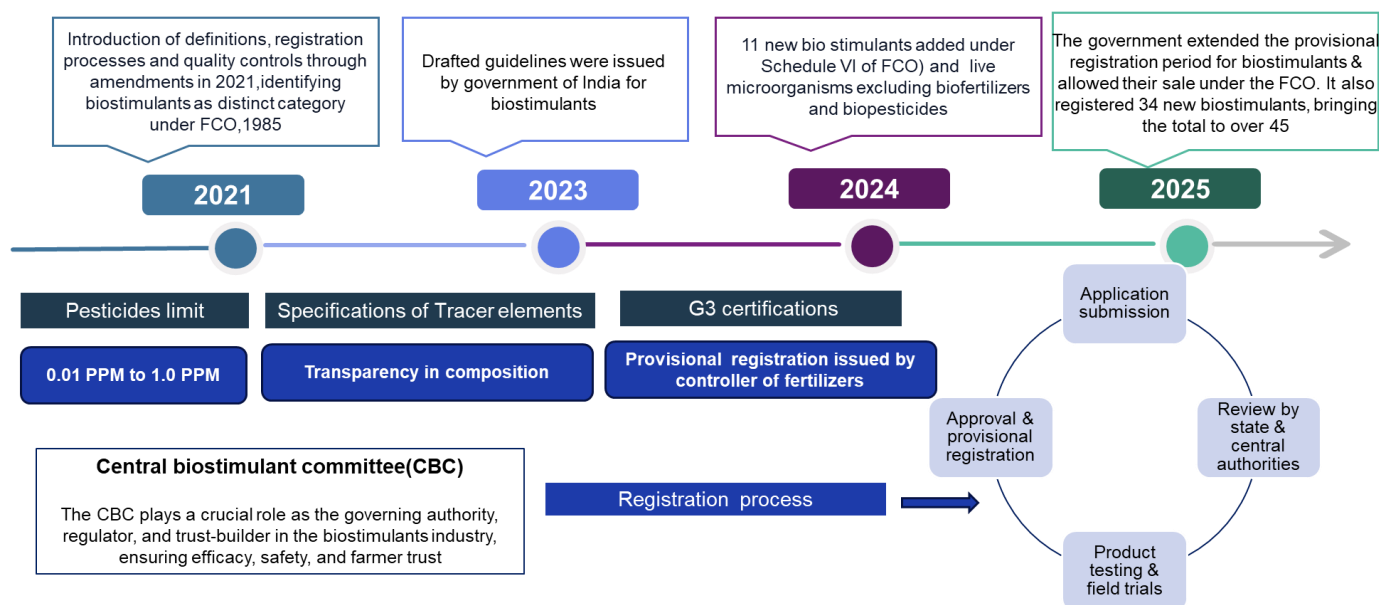 Introduction of definitions, registration
processes and quality controls through
amendments in 2021,identifying
biostimulants as distinct category
under FCO,1985
Drafted guidelines were issued
by government of India for
biostimulants
11 new bio stimulants added under
Schedule VI of FCO) and live
microorganisms excluding biofertilizers
and biopesticides
The government extended the provisional
registration period for biostimulants &
allowed their sale under the FCO. It also
registered 34 new biostimulants, bringing
the total to over 45
2021
2023
2024
2025
Pesticides limit
Specifications of Tracer elements
G3 certifications
0.01 PPM to 1.0 PPM
Transparency in composition
Provisional registration issued by
controller of fertilizers
Central biostimulant committee(CBC)
The CBC plays a crucial role as the governing authority,
regulator, and trust-builder in the biostimulants industry,
ensuring efficacy, safety, and farmer trust
Registration process
Application
submission
Review by
state &
central
authorities
Product
testing &
field trials
Approval &
provisional
registration